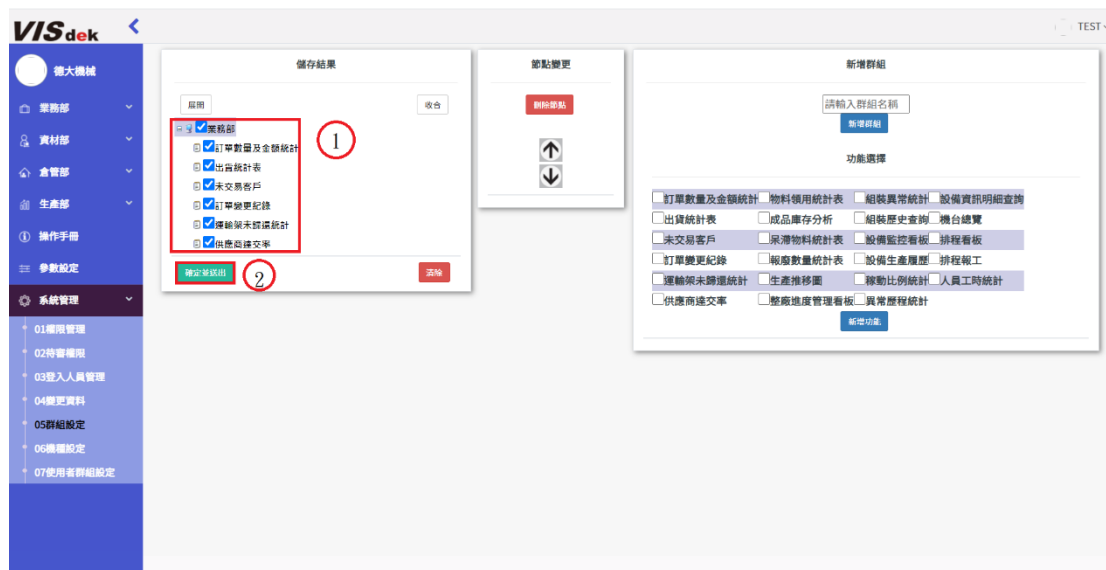 VISdek
TEST
德大機械
業務部
資材部
倉管部
生產部
操作手冊
參數設定
系統管理
01權限管理
02待審權限
03登入人員管理
04變更資料
05群組設定
06機種設定
07使用者群組設定
儲存結果
展開
收合
業務部
訂單數量及金額統計
出貨統計表
未交易客戶
訂單變更紀錄
運輸架未歸還統計
供應商達交率
1
確定並送出
2
清除
節點變更
刪除節點
新增群組
請輸入群組名稱
新增群組
功能選擇
訂單數量及金額統計 物料領用統計表 組裝異常統計 設備資訊明細查詢
出貨統計表 成品庫存分析 組裝歷史查詢 機台總覽
未交易客戶 呆滯物料統計表 設備監控看板 排程看板
訂單變更紀錄 報廢數量統計表 設備生產履歷 排程報工
運輸架未歸還統計 生產推移圖 稼動比例統計 人員工時統計
供應商達交率 整廠進度管理看板 異常歷程統計
新增功能